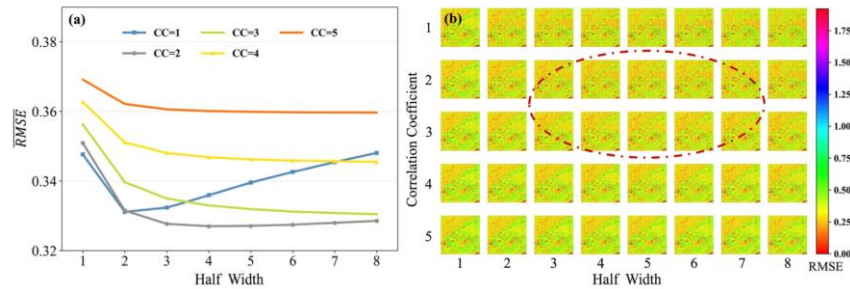 (a)
CC=1 CC=3 CC=5
CC=2 CC=4
0.38
0.36
0.34
0.32
RMSE
1 2 3 4 5 6 7 8
Half Width
(b)
Correlation Coefficient
1
2
3
4
5
1 2 3 4 5 6 7 8
Half Width
1.75
1.50
1.25
1.00
0.75
0.50
0.25
0.00
RMSE